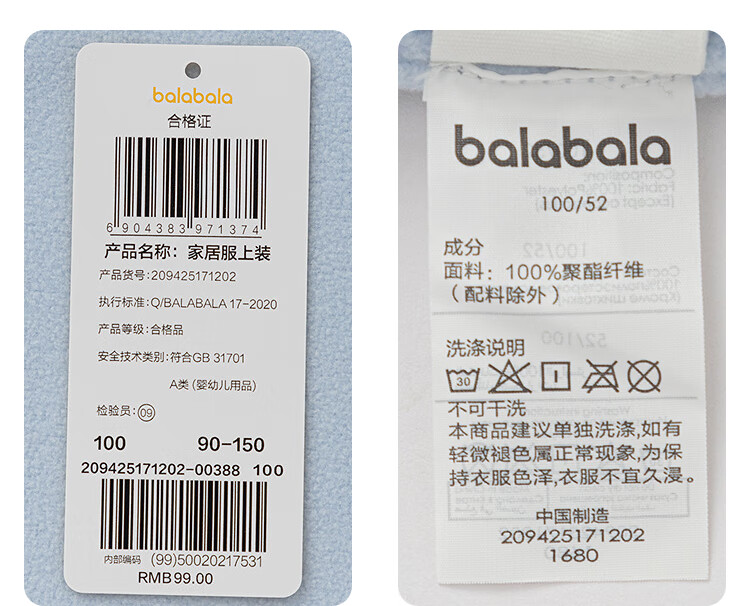 balabala
合格证
6 904383 971374
产品名称：家居服上装
产品货号:209425171202
执行标准:Q/BALABALA 17-2020
产品等级:合格品
安全技术类别:符合GB 31701
A类 (婴幼儿用品)
检验员:09
100 90-150
209425171202-00388 100
内部编码 (99)50020217531
RMB99.00
balabala
100/52
成分
面料：100%聚酯纤维
（配料除外）
洗涤说明
30
不可干洗
本商品建议单独洗涤,如有
轻微褪色属正常现象,为保
持衣服色泽,衣服不宜久浸。
中国制造
209425171202
1680